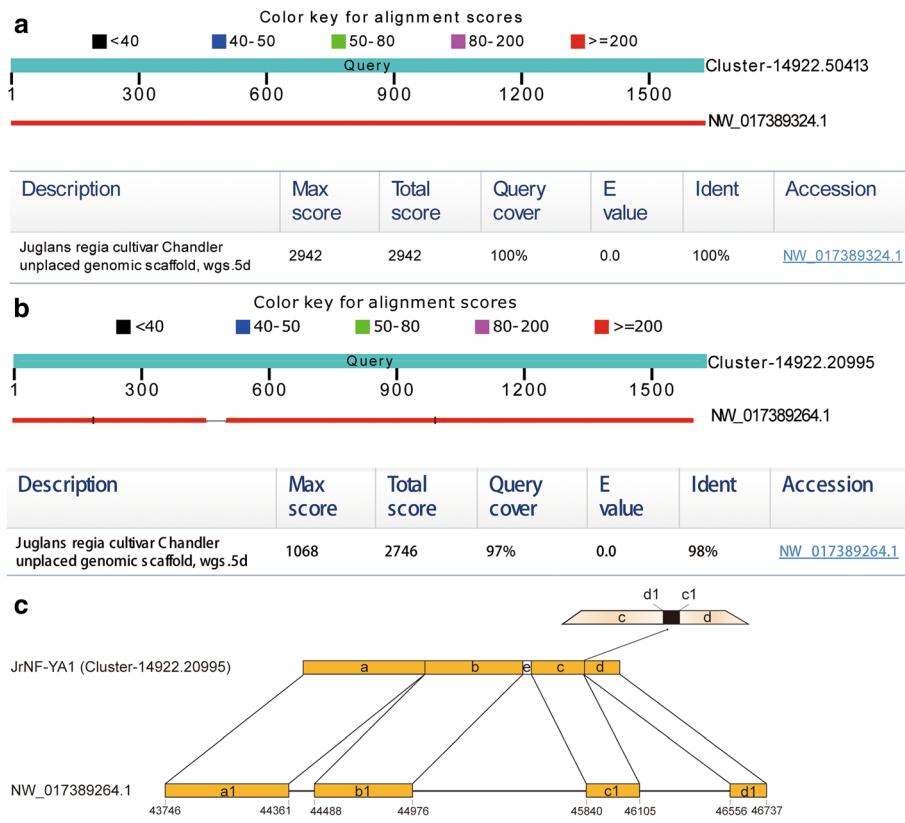 a
Color key for alignment scores
<40 40-50 50-80 80-200 >=200
Query
Cluster-14922.50413
1 300 600 900 1200 1500
NW_017389324.1
Description Max score Total score Query cover E value Ident Accession
Juglans regia cultivar Chandler unplaced genomic scaffold, wgs.5d 2942 2942 100% 0.0 100% NW_017389324.1
b
Color key for alignment scores
<40 40-50 50-80 80-200 >=200
Query
Cluster-14922.20995
1 300 600 900 1200 1500
NW_017389264.1
Description Max score Total score Query cover E value Ident Accession
Juglans regia cultivar Chandler unplaced genomic scaffold, wgs.5d 1068 2746 97% 0.0 98% NW_017389264.1
c
d1 c1
c d
JrNF-YA1 (Cluster-14922.20995) a b e c d
NW_017389264.1 a1 b1 c1 d1
43746 44361 44488 44976 45840 46105 46556 46737